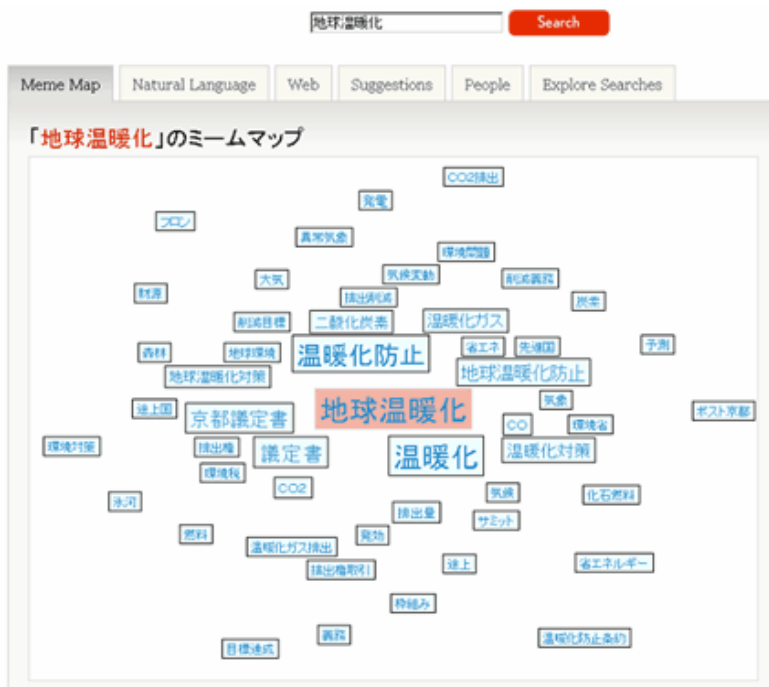 地球温暖化
Search
Meme Map
Natural Language
Web
Suggestions
People
Explore Searches
「地球温暖化」のミームマップ
CO2排出
発電
フロン
異常気象
環境問題
大気
気候変動
削減義務
財源
排出削減
炭素
削減目標
二酸化炭素
温暖化ガス
森林
地球環境
温暖化防止
省エネ
先進国
予測
地球温暖化対策
地球温暖化防止
途上国
京都議定書
地球温暖化
気象
ポスト京都
CO
環境省
環境対策
排出権
議定書
温暖化
温暖化対策
環境税
CO2
気候
化石燃料
氷河
排出量
サミット
燃料
発効
温暖化ガス排出
排出権取引
途上
省エネルギー
枠組み
義務
目標達成
温暖化防止条約